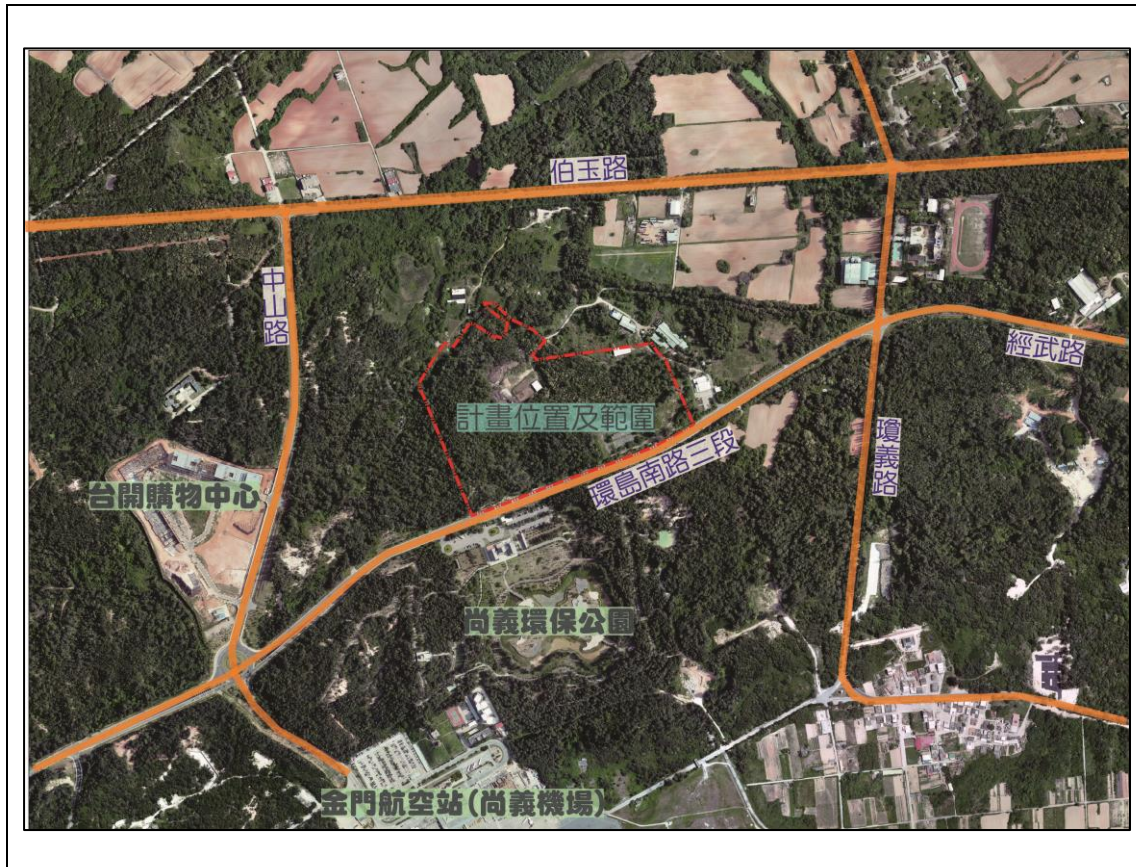 伯玉路
中山路
經武路
計畫位置及範圍
瓊義路
環島南路三段
台開購物中心
尚義環保公園
金門航空站(尚義機場)